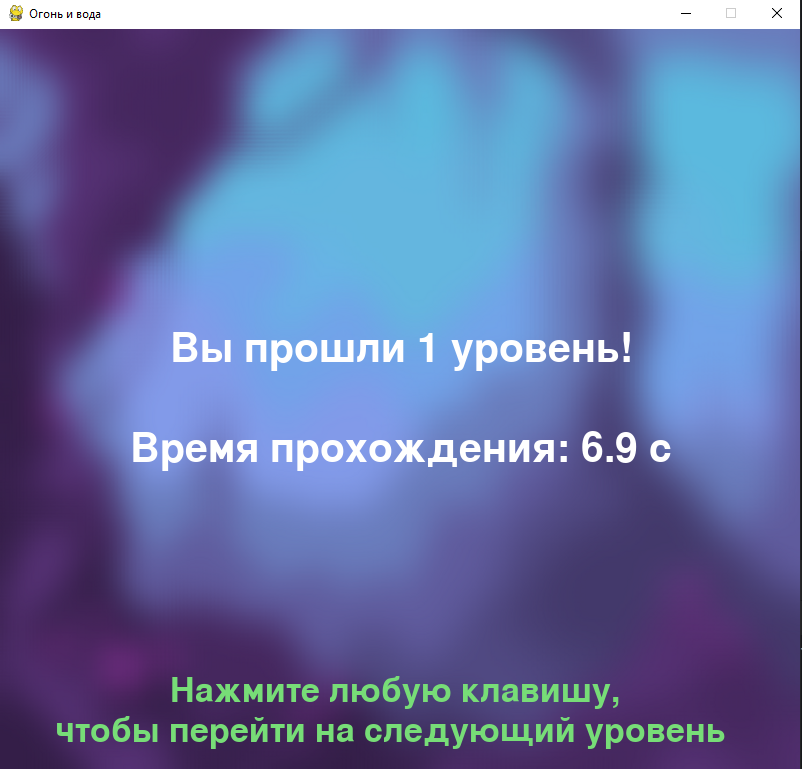 Огонь и вода
Вы прошли 1 уровень!
Время прохождения: 6.9 с
Нажмите любую клавишу,
чтобы перейти на следующий уровень